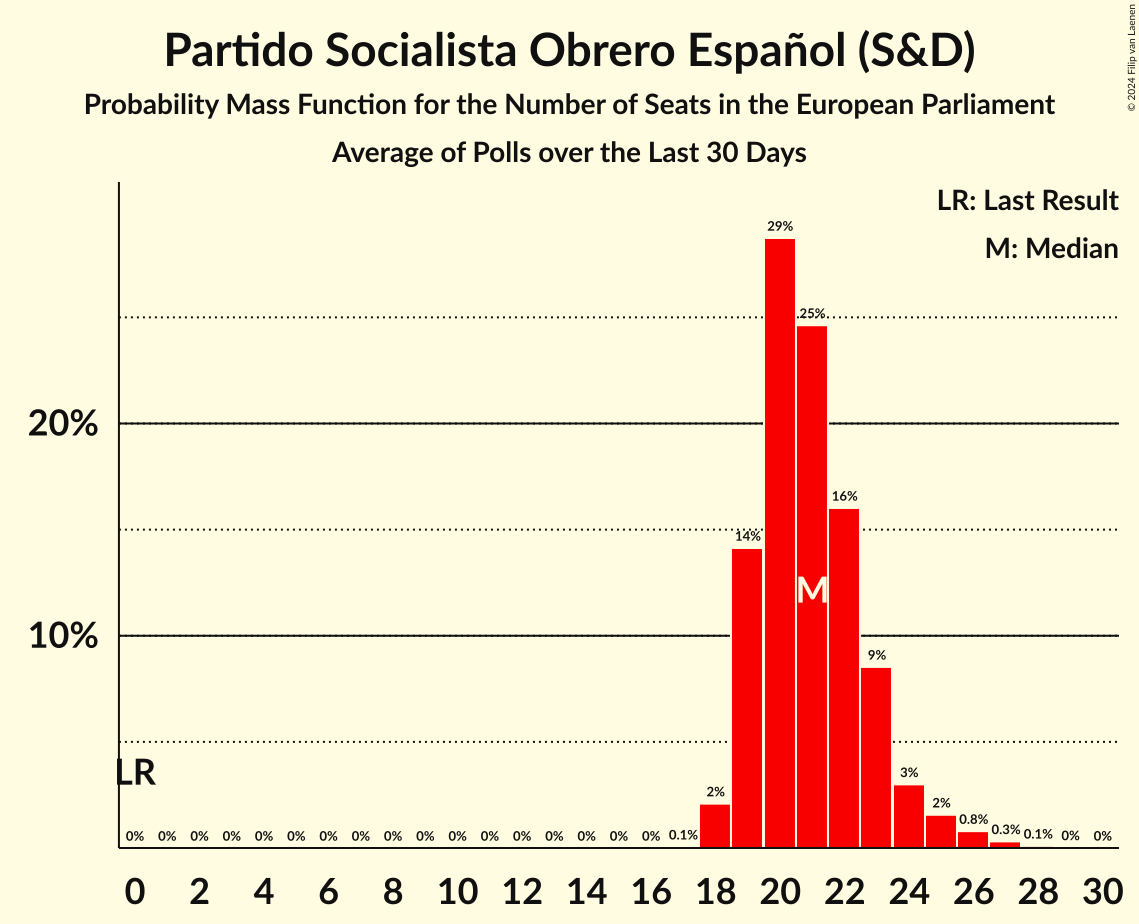 Partido Socialista Obrero Español (S&D)
Probability Mass Function for the Number of Seats in the European Parliament
Average of Polls over the Last 30 Days
© 2024 Filip van Laenen
LR: Last Result
M: Median
29%
25%
20%
16%
14%
M
10%
9%
LR
3%
2%
2%
0.8%
0.3%
0% 0% 0% 0% 0% 0% 0% 0% 0% 0% 0% 0% 0% 0% 0% 0% 0% 0.1% 0.1% 0% 0%
0 2 4 6 8 10 12 14 16 18 20 22 24 26 28 30